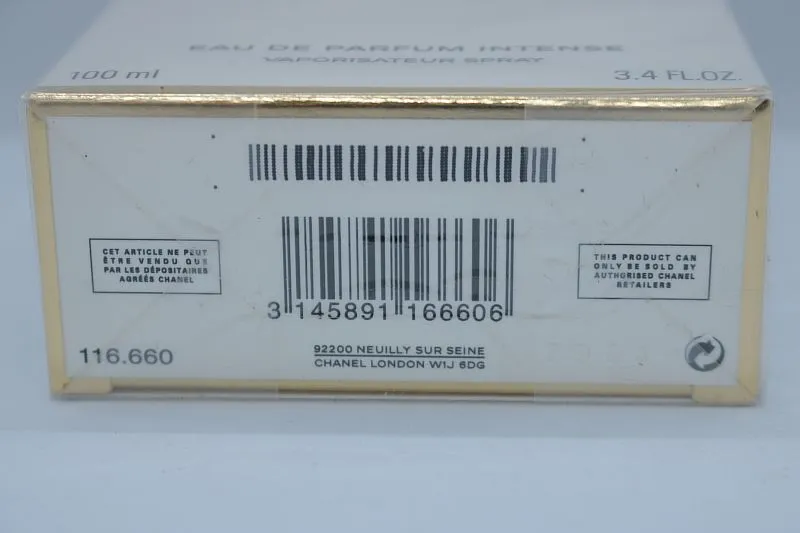 EAU DE PARFUM INTENSE
VAPORISATEUR SPRAY
100 ml
3.4 FL.OZ.
CET ARTICLE NE PEUT
ÊTRE VENDU QUE
PAR LES DÉPOSITAIRES
AGRÉÉS CHANEL
THIS PRODUCT CAN
ONLY BE SOLD BY
AUTHORISED CHANEL
RETAILERS
3 145891 166606
116.660
92200 NEUILLY SUR SEINE
CHANEL LONDON W1J 6DG